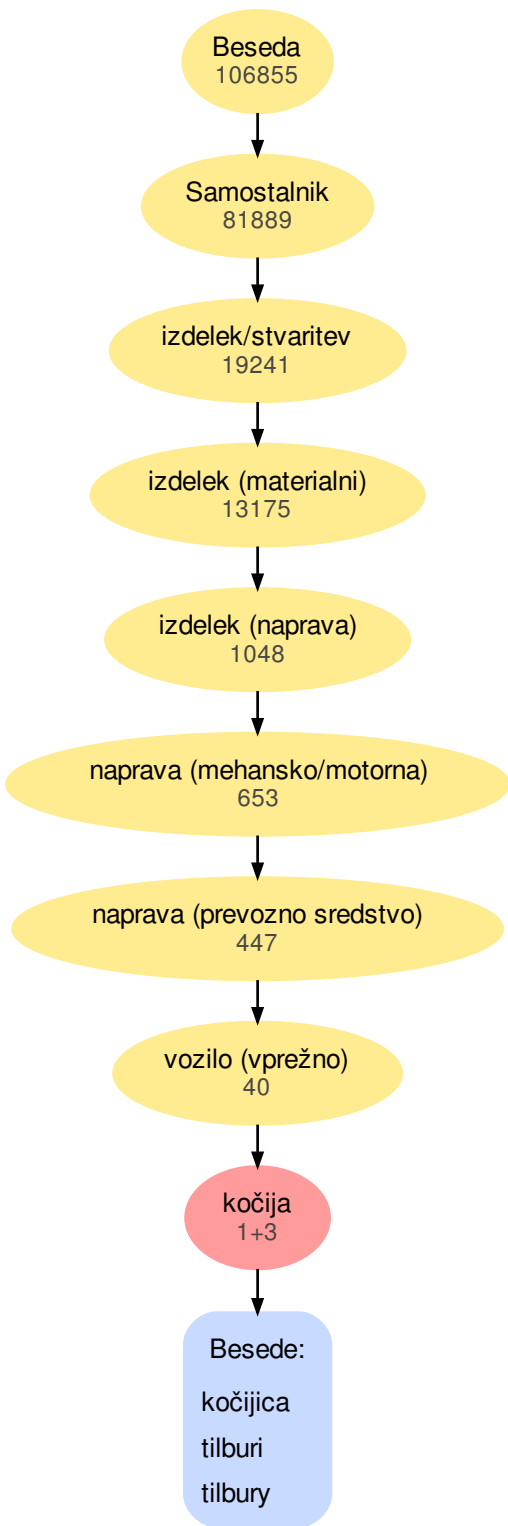 Beseda
106855
Samostalnik
81889
izdelek/stvaritev
19241
izdelek (materialni)
13175
izdelek (naprava)
1048
naprava (mehansko/motorna)
653
naprava (prevozno sredstvo)
447
vozilo (vprežno)
40
kočija
1+3
Besede:
kočijica
tilburi
tilbury